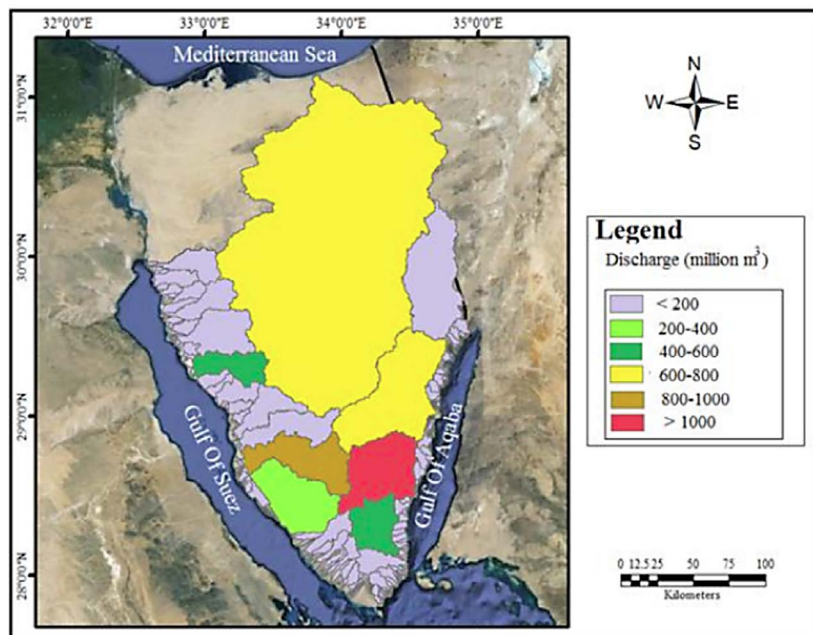 32°0'0"E 33°0'0"E 34°0'0"E 35°0'0"E
Mediterranean Sea
31°0'0"N
30°0'0"N
29°0'0"N
28°0'0"N
Gulf Of Suez
Gulf Of Aqaba
N
W E
S
Legend
Discharge (million m³)
< 200
200-400
400-600
600-800
800-1000
> 1000
0 12.5 25 50 75 100
Kilometers